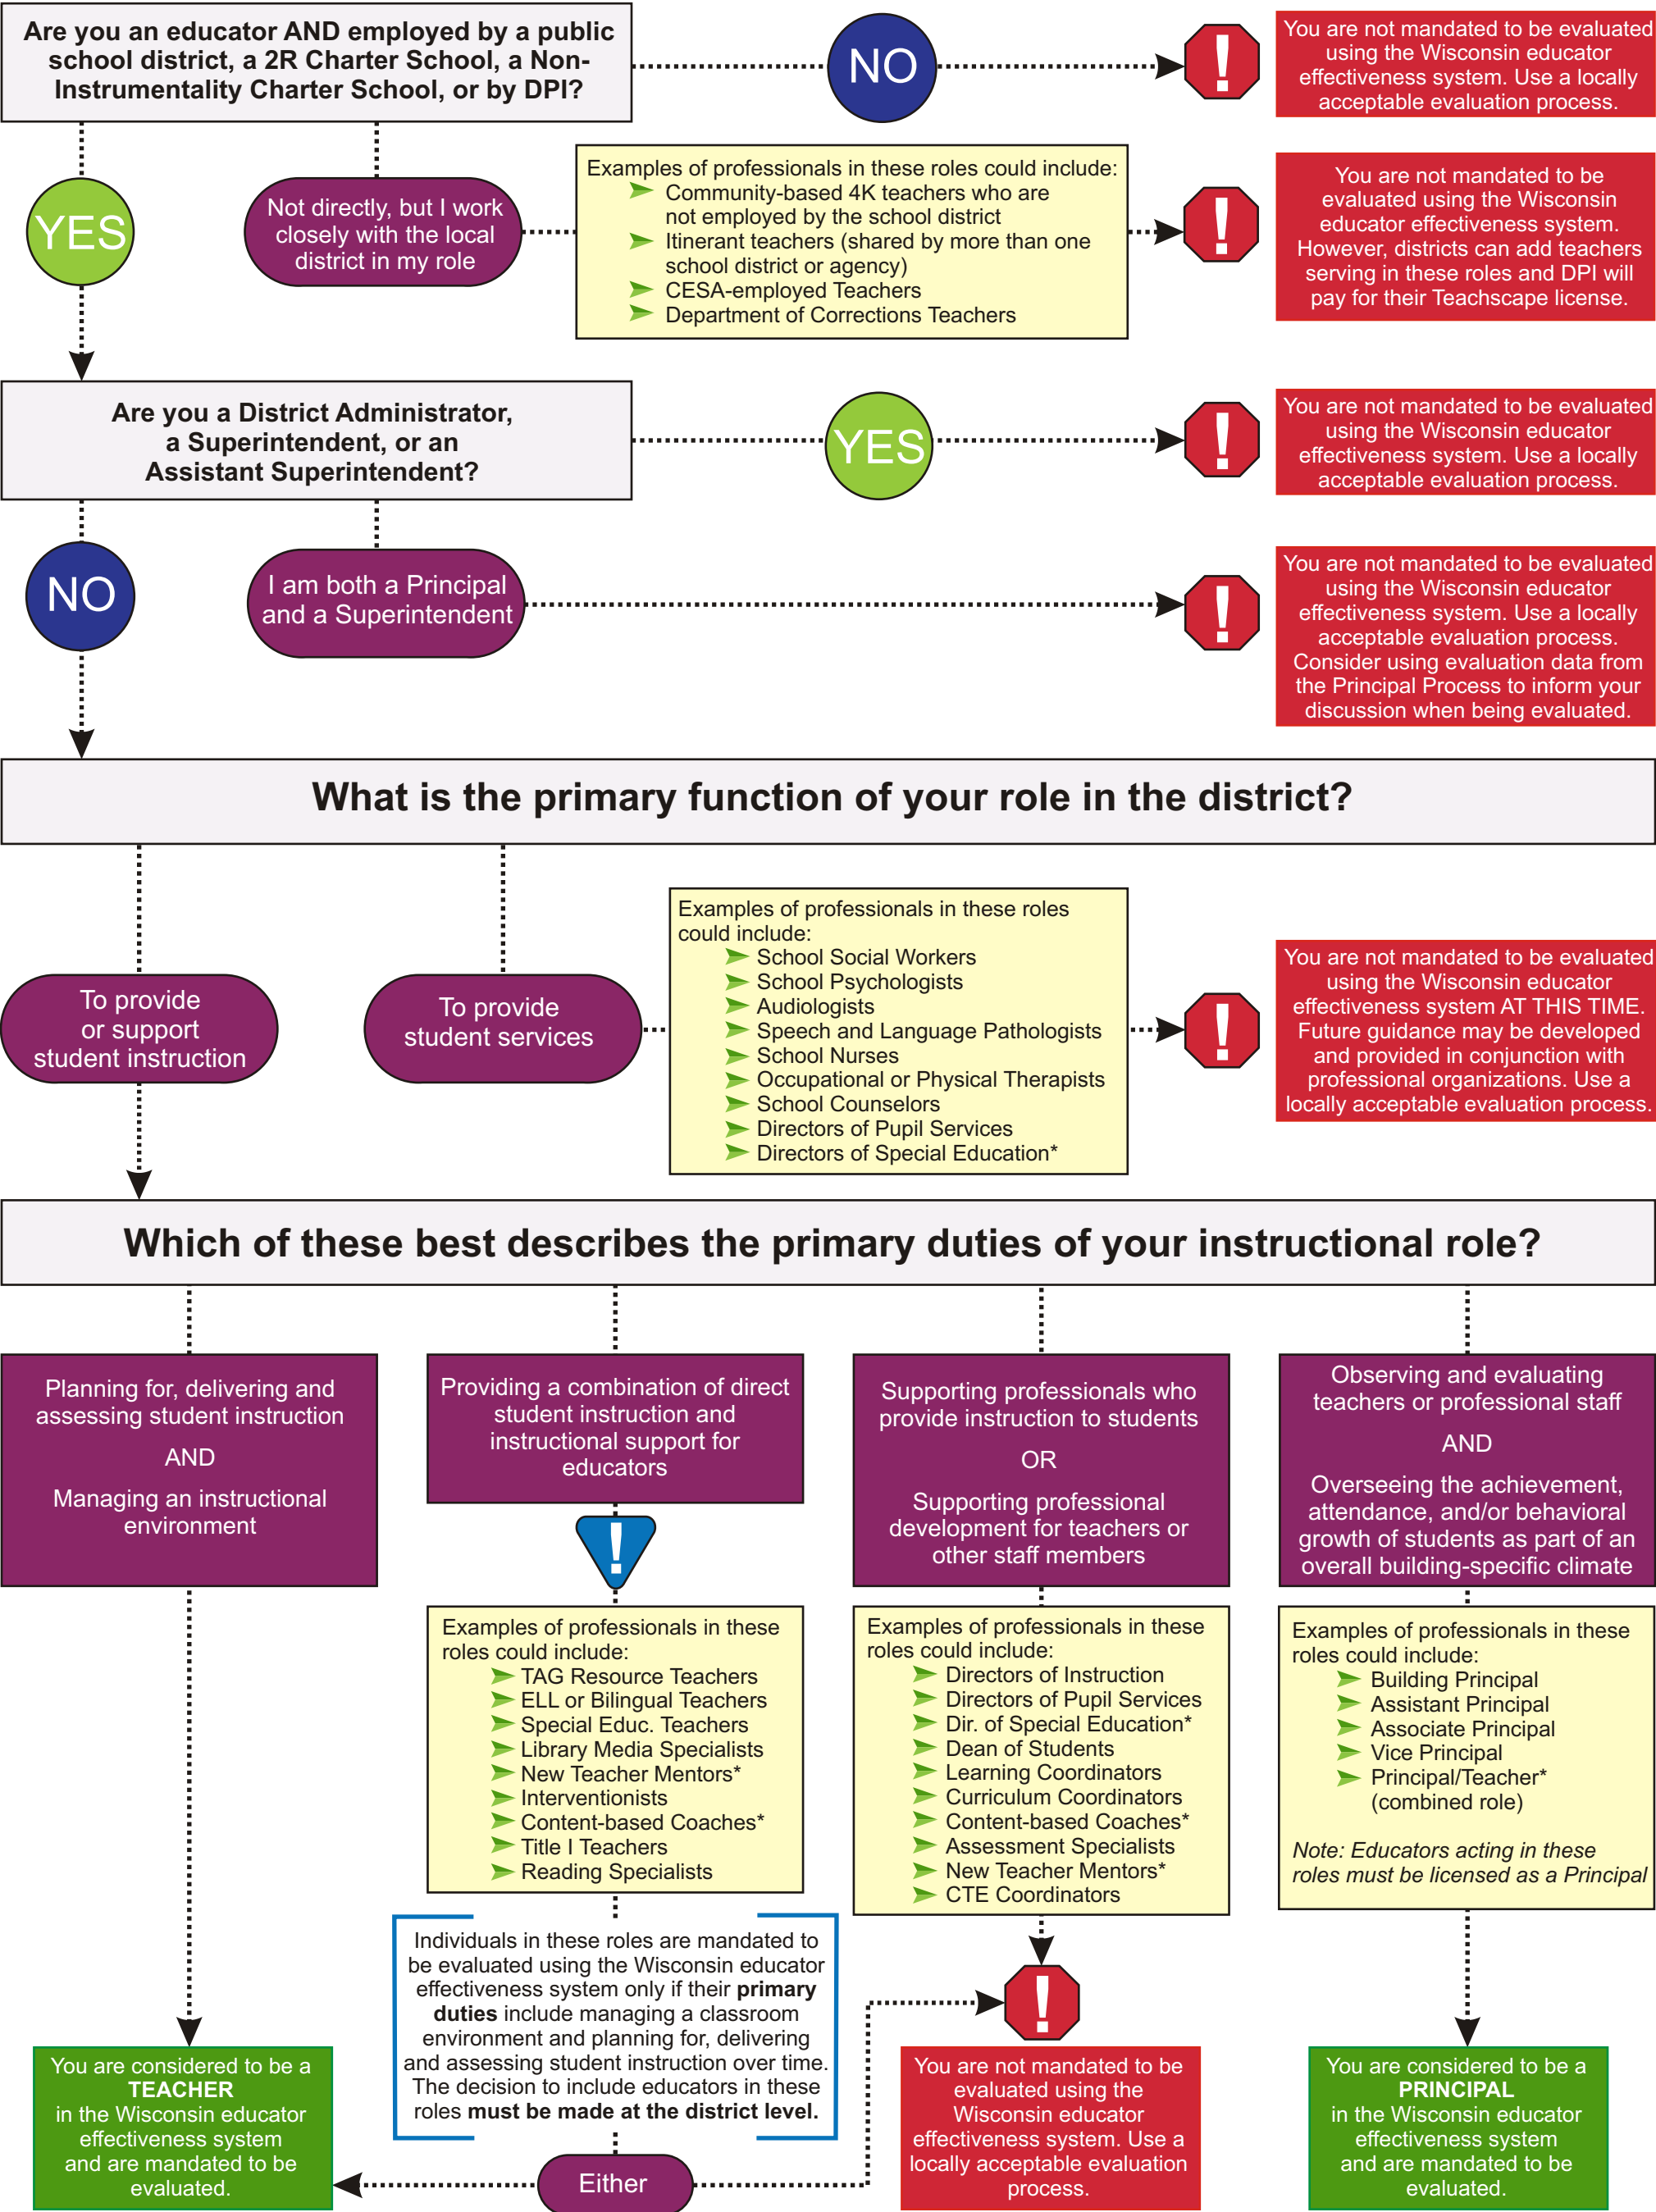 Are you an educator AND employed by a public
school district, a 2R Charter School, a Non-
Instrumentality Charter School, or by DPI?
NO
!
You are not mandated to be evaluated
using the Wisconsin educator
effectiveness system. Use a locally
acceptable evaluation process.
YES
Not directly, but I work
closely with the local
district in my role
Examples of professionals in these roles could include:
Community-based 4K teachers who are
not employed by the school district
Itinerant teachers (shared by more than one
school district or agency)
CESA-employed Teachers
Department of Corrections Teachers
!
You are not mandated to be
evaluated using the Wisconsin
educator effectiveness system.
However, districts can add teachers
serving in these roles and DPI will
pay for their Teachscape license.
Are you a District Administrator,
a Superintendent, or an
Assistant Superintendent?
YES
!
You are not mandated to be evaluated
using the Wisconsin educator
effectiveness system. Use a locally
acceptable evaluation process.
NO
I am both a Principal
and a Superintendent
!
You are not mandated to be evaluated
using the Wisconsin educator
effectiveness system. Use a locally
acceptable evaluation process.
Consider using evaluation data from
the Principal Process to inform your
discussion when being evaluated.
What is the primary function of your role in the district?
To provide
or support
student instruction
To provide
student services
Examples of professionals in these roles
could include:
School Social Workers
School Psychologists
Audiologists
Speech and Language Pathologists
School Nurses
Occupational or Physical Therapists
School Counselors
Directors of Pupil Services
Directors of Special Education*
!
You are not mandated to be evaluated
using the Wisconsin educator
effectiveness system AT THIS TIME.
Future guidance may be developed
and provided in conjunction with
professional organizations. Use a
locally acceptable evaluation process.
Which of these best describes the primary duties of your instructional role?
Planning for, delivering and
assessing student instruction
AND
Managing an instructional
environment
You are considered to be a
TEACHER
in the Wisconsin educator
effectiveness system
and are mandated to be
evaluated.
Providing a combination of direct
student instruction and
instructional support for
educators
!
Examples of professionals in these
roles could include:
TAG Resource Teachers
ELL or Bilingual Teachers
Special Educ. Teachers
Library Media Specialists
New Teacher Mentors*
Interventionists
Content-based Coaches*
Title I Teachers
Reading Specialists
Individuals in these roles are mandated to
be evaluated using the Wisconsin educator
effectiveness system only if their primary
duties include managing a classroom
environment and planning for, delivering
and assessing student instruction over time.
The decision to include educators in these
roles must be made at the district level.
Either
Supporting professionals who
provide instruction to students
OR
Supporting professional
development for teachers or
other staff members
Examples of professionals in these
roles could include:
Directors of Instruction
Directors of Pupil Services
Dir. of Special Education*
Dean of Students
Learning Coordinators
Curriculum Coordinators
Content-based Coaches*
Assessment Specialists
New Teacher Mentors*
CTE Coordinators
!
You are not mandated to be
evaluated using the
Wisconsin educator
effectiveness system. Use a
locally acceptable evaluation
process.
Observing and evaluating
teachers or professional staff
AND
Overseeing the achievement,
attendance, and/or behavioral
growth of students as part of an
overall building-specific climate
Examples of professionals in these
roles could include:
Building Principal
Assistant Principal
Associate Principal
Vice Principal
Principal/Teacher*
(combined role)
Note: Educators acting in these
roles must be licensed as a Principal
You are considered to be a
PRINCIPAL
in the Wisconsin educator
effectiveness system
and are mandated to be
evaluated.